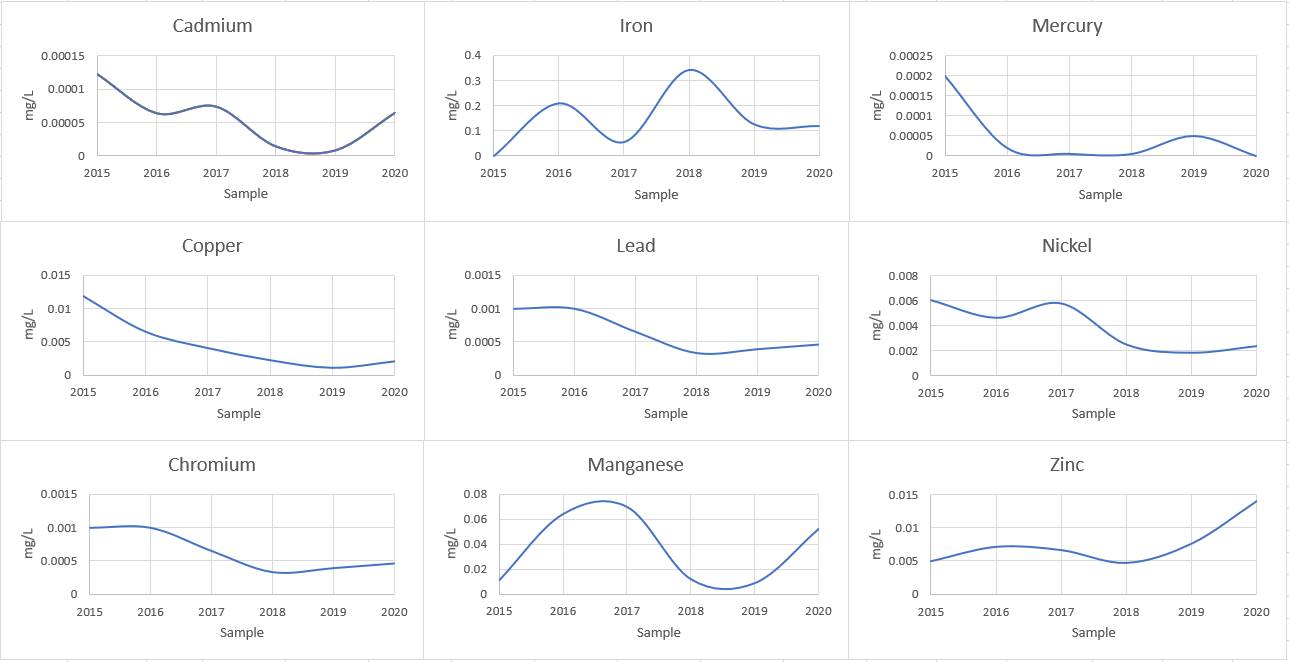 Cadmium
0.00015
0.0001
0.00005
0
mg/L
2015 2016 2017 2018 2019 2020
Sample
Iron
0.4
0.3
0.2
0.1
0
mg/L
2015 2016 2017 2018 2019 2020
Sample
Mercury
0.00025
0.0002
0.00015
0.0001
0.00005
0
mg/L
2015 2016 2017 2018 2019 2020
Sample
Copper
0.015
0.01
0.005
0
mg/L
2015 2016 2017 2018 2019 2020
Sample
Lead
0.0015
0.001
0.0005
0
mg/L
2015 2016 2017 2018 2019 2020
Sample
Nickel
0.008
0.006
0.004
0.002
0
mg/L
2015 2016 2017 2018 2019 2020
Sample
Chromium
0.0015
0.001
0.0005
0
mg/L
2015 2016 2017 2018 2019 2020
Sample
Manganese
0.08
0.06
0.04
0.02
0
mg/L
2015 2016 2017 2018 2019 2020
Sample
Zinc
0.015
0.01
0.005
0
mg/L
2015 2016 2017 2018 2019 2020
Sample